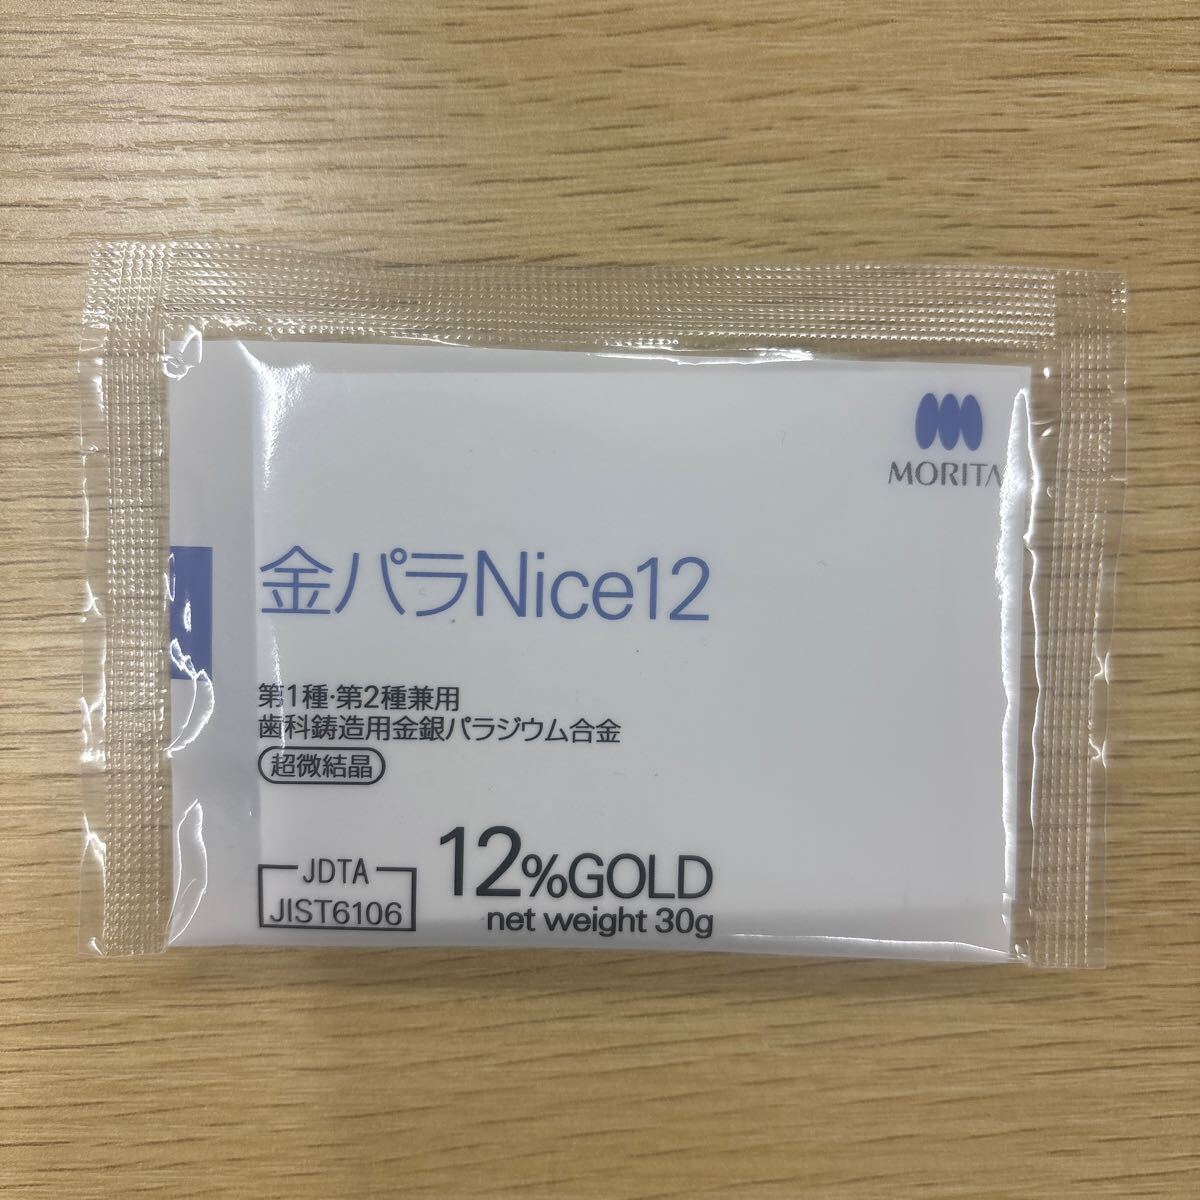 MORITA
金パラNice12
第1種·第2種兼用
歯科鋳造用金銀パラジウム合金
超微結晶
JDTA
JIST6106
12%GOLD
net weight 30g